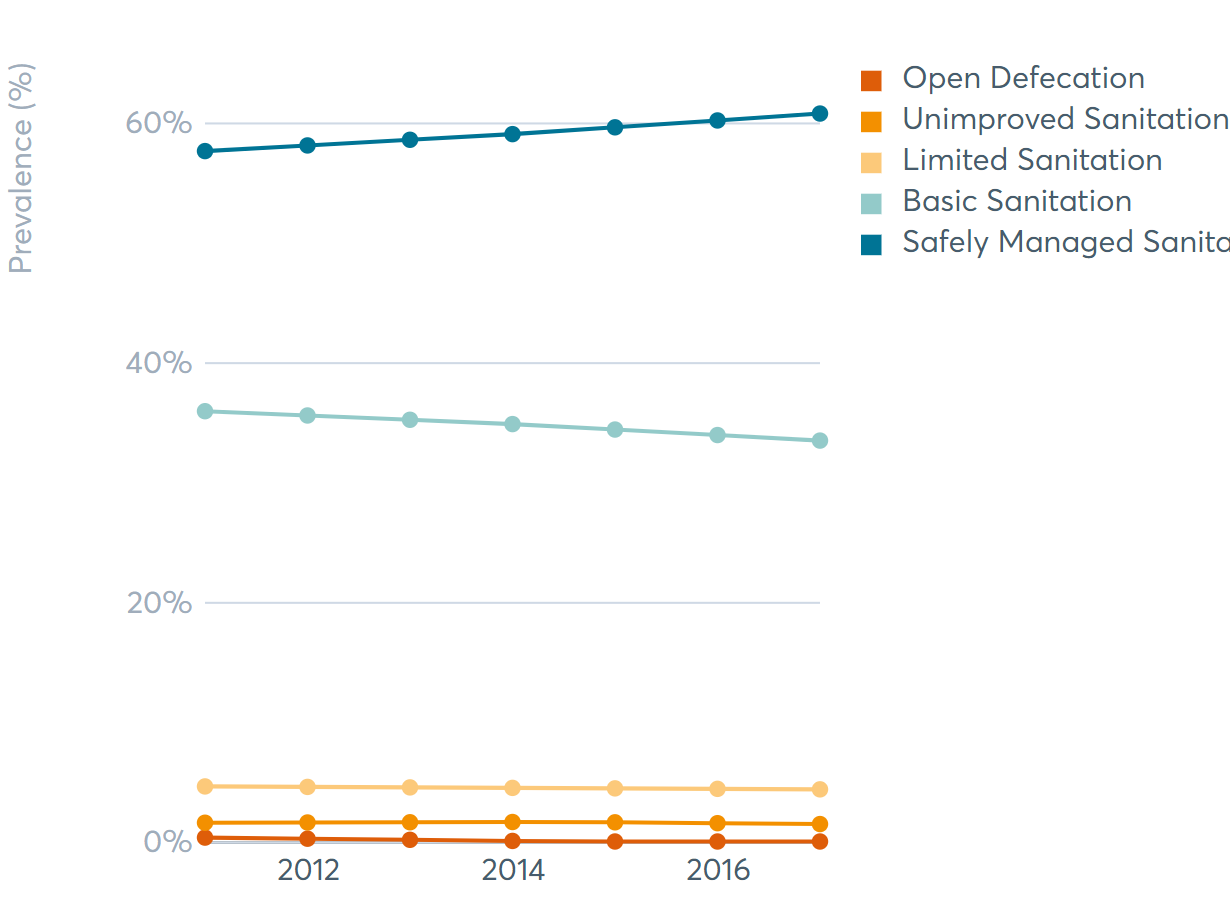 Prevalence (%)
60%
40%
20%
0%
2012
2014
2016
Open Defecation
Unimproved Sanitation
Limited Sanitation
Basic Sanitation
Safely Managed Sanita